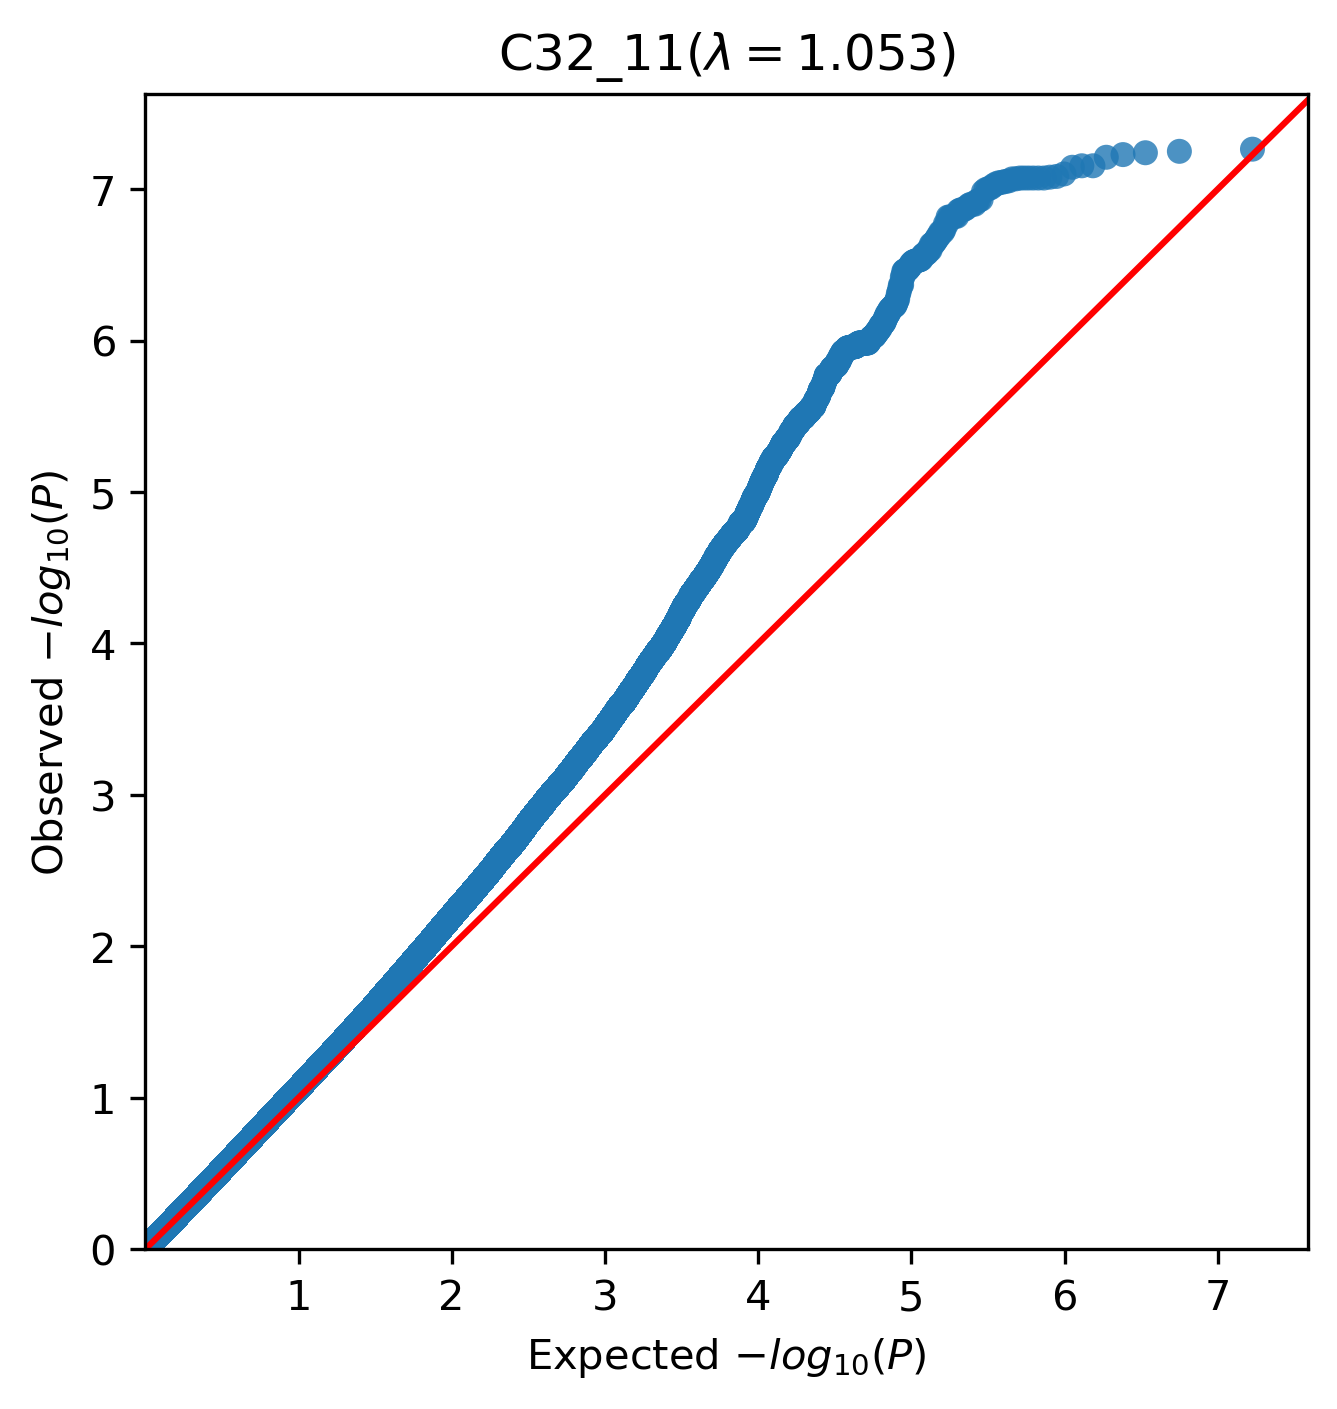 C32_11(λ = 1.053)
Observed −log₁₀(P)
7
6
5
4
3
2
1
0
1 2 3 4 5 6 7
Expected −log₁₀(P)